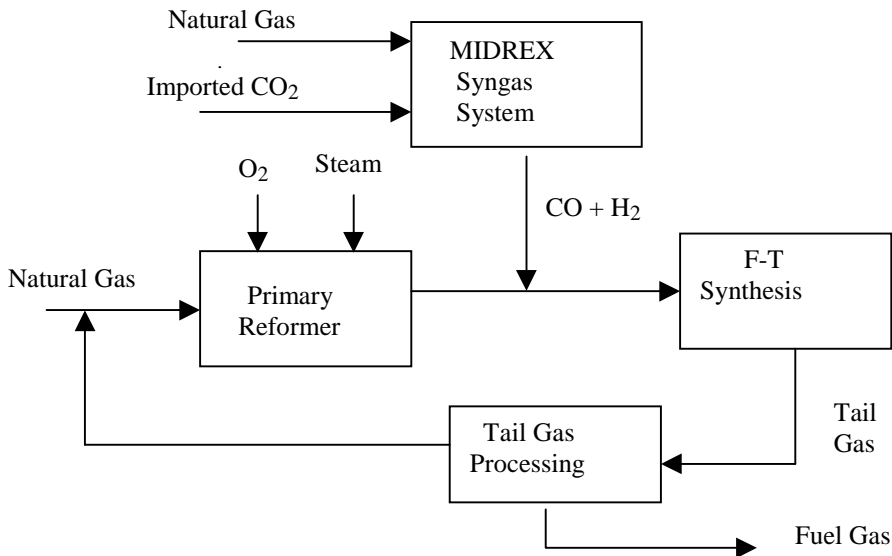 Natural Gas
MIDREX
Syngas
System
Imported CO2
O2
Steam
CO + H2
Natural Gas
Primary
Reformer
F-T
Synthesis
Tail Gas
Processing
Tail
Gas
Fuel Gas